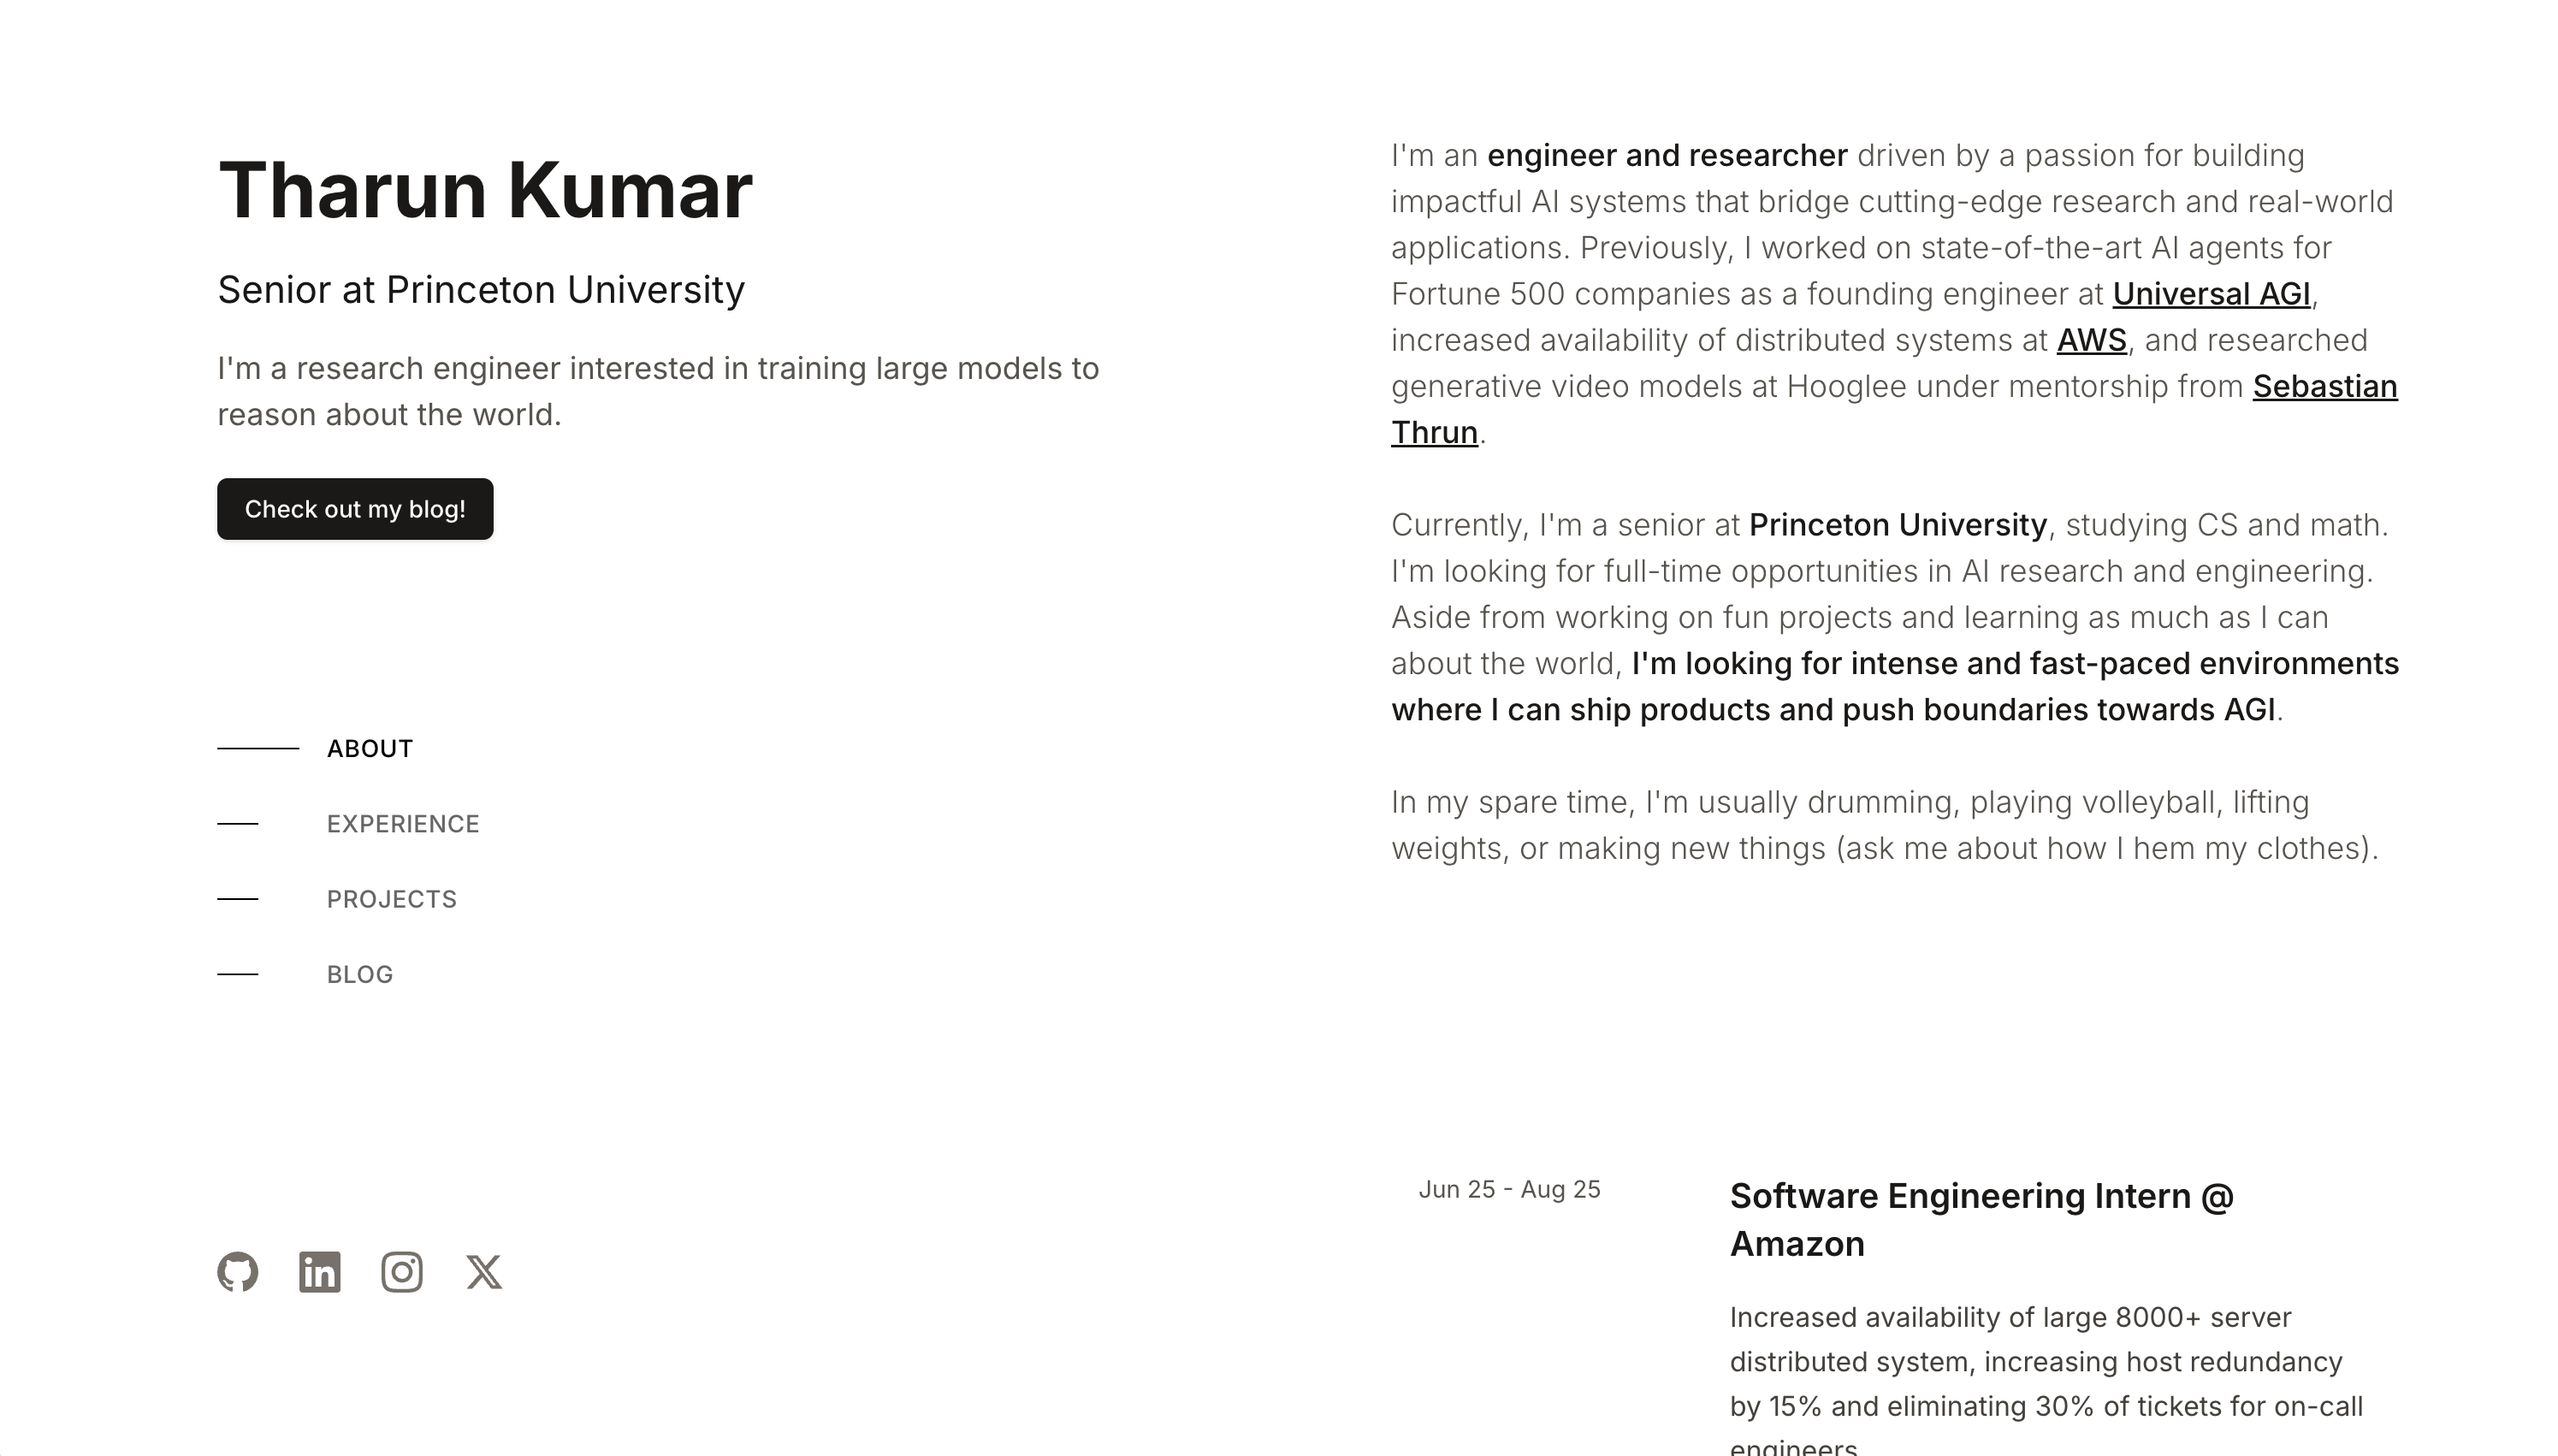 Tharun Kumar
Senior at Princeton University
I'm a research engineer interested in training large models to
reason about the world.
Check out my blog!
ABOUT
EXPERIENCE
PROJECTS
BLOG
I'm an engineer and researcher driven by a passion for building
impactful AI systems that bridge cutting-edge research and real-world
applications. Previously, I worked on state-of-the-art AI agents for
Fortune 500 companies as a founding engineer at Universal AGI,
increased availability of distributed systems at AWS, and researched
generative video models at Hooglee under mentorship from Sebastian
Thrun.
Currently, I'm a senior at Princeton University, studying CS and math.
I'm looking for full-time opportunities in AI research and engineering.
Aside from working on fun projects and learning as much as I can
about the world, I'm looking for intense and fast-paced environments
where I can ship products and push boundaries towards AGI.
In my spare time, I'm usually drumming, playing volleyball, lifting
weights, or making new things (ask me about how I hem my clothes).
Jun 25 - Aug 25
Software Engineering Intern @
Amazon
Increased availability of large 8000+ server
distributed system, increasing host redundancy
by 15% and eliminating 30% of tickets for on-call
engineers